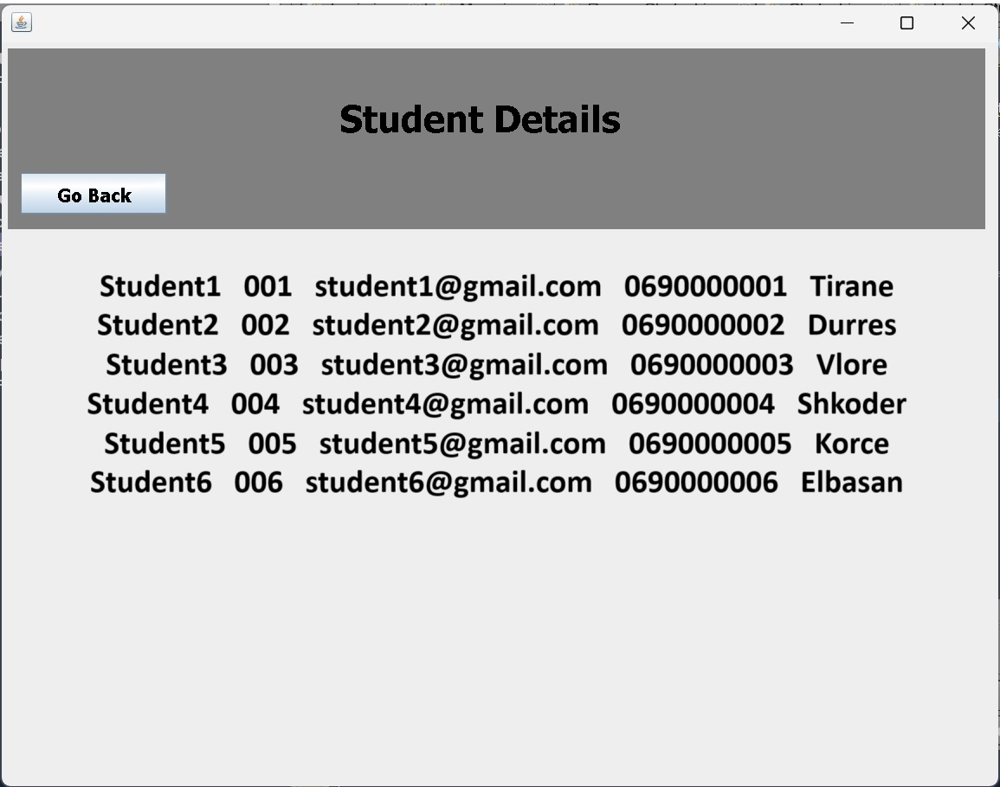 Student Details
Go Back
Student1 001 student1@gmail.com 0690000001 Tirane
Student2 002 student2@gmail.com 0690000002 Durres
Student3 003 student3@gmail.com 0690000003 Vlore
Student4 004 student4@gmail.com 0690000004 Shkoder
Student5 005 student5@gmail.com 0690000005 Korce
Student6 006 student6@gmail.com 0690000006 Elbasan